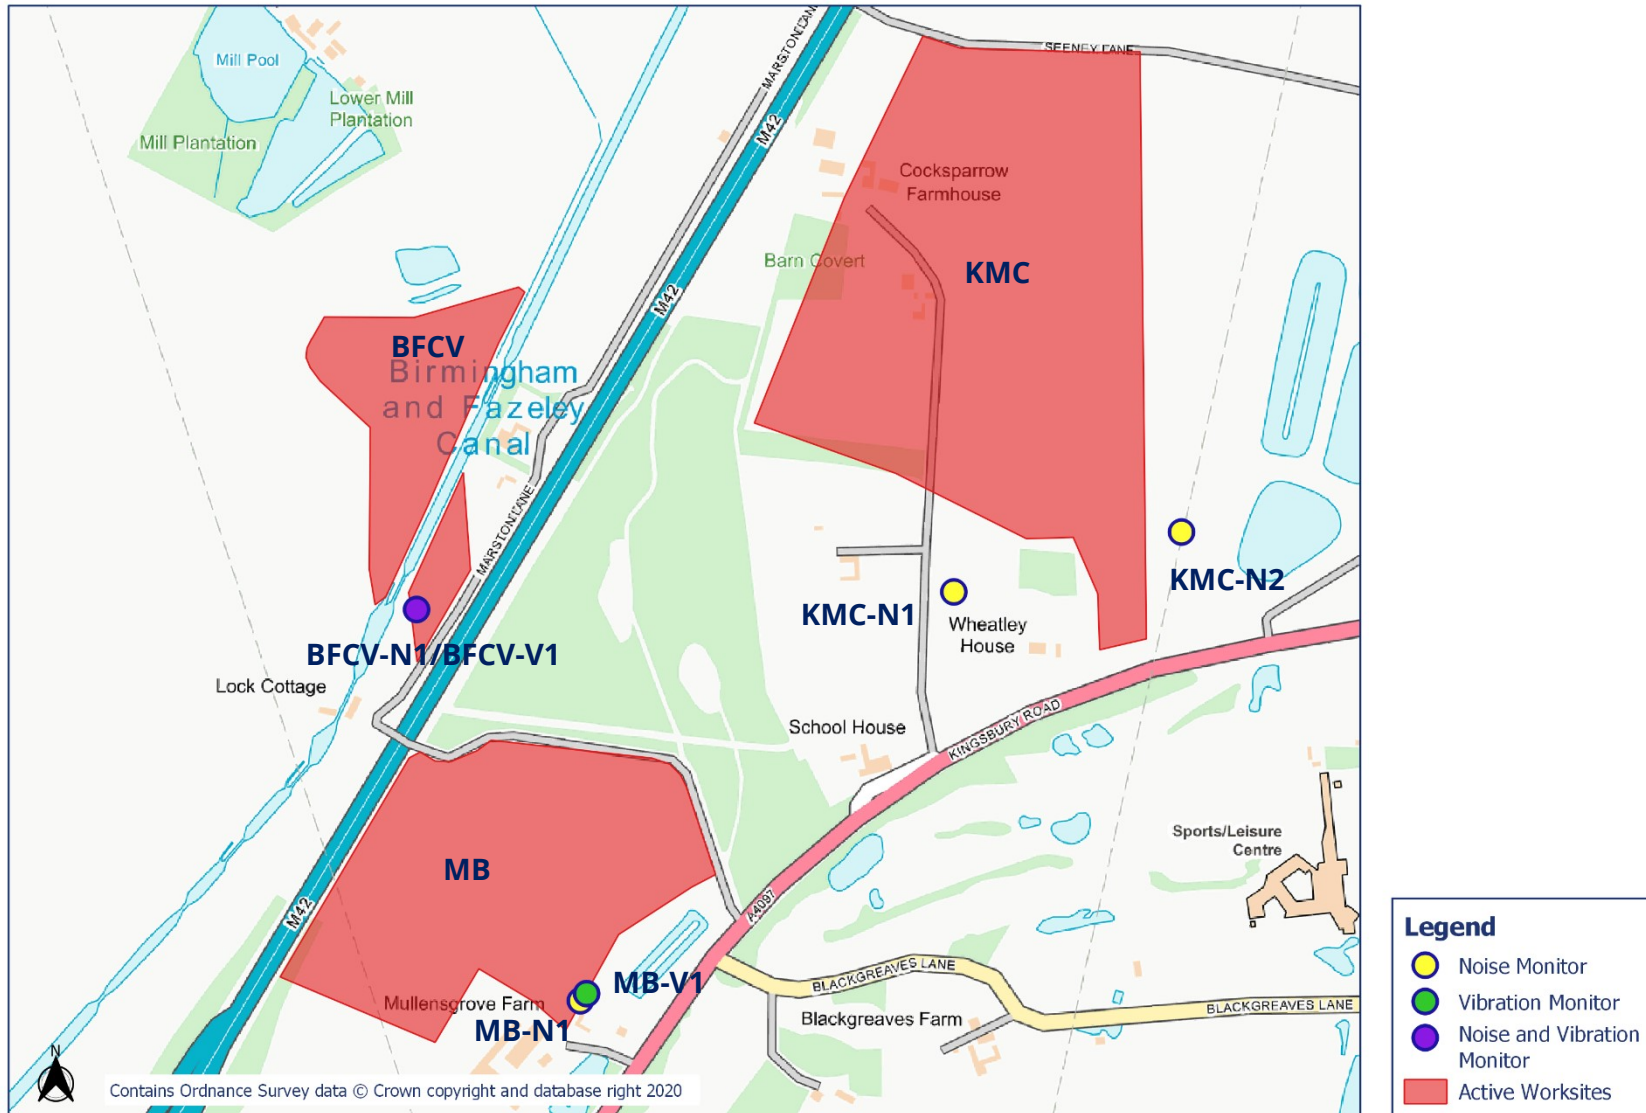 MARSTON LANE
SEENEY LANE
Mill Pool
Lower Mill
Plantation
Mill Plantation
M42
Cocksparrow
Farmhouse
Barn Covert
KMC
M42
BFCV
Birmingham
and Fazeley
Canal
MARSTON LANE
KMC-N2
KMC-N1
Wheatley
House
BFCV-N1/BFCV-V1
Lock Cottage
School House
KINGSBURY ROAD
Sports/Leisure
Centre
MB
M42
A4097
BLACKGREAVES LANE
MB-V1
Mullensgrove Farm
BLACKGREAVES LANE
MB-N1
Blackgreaves Farm
N
Contains Ordnance Survey data © Crown copyright and database right 2020
Legend
Noise Monitor
Vibration Monitor
Noise and Vibration
Monitor
Active Worksites